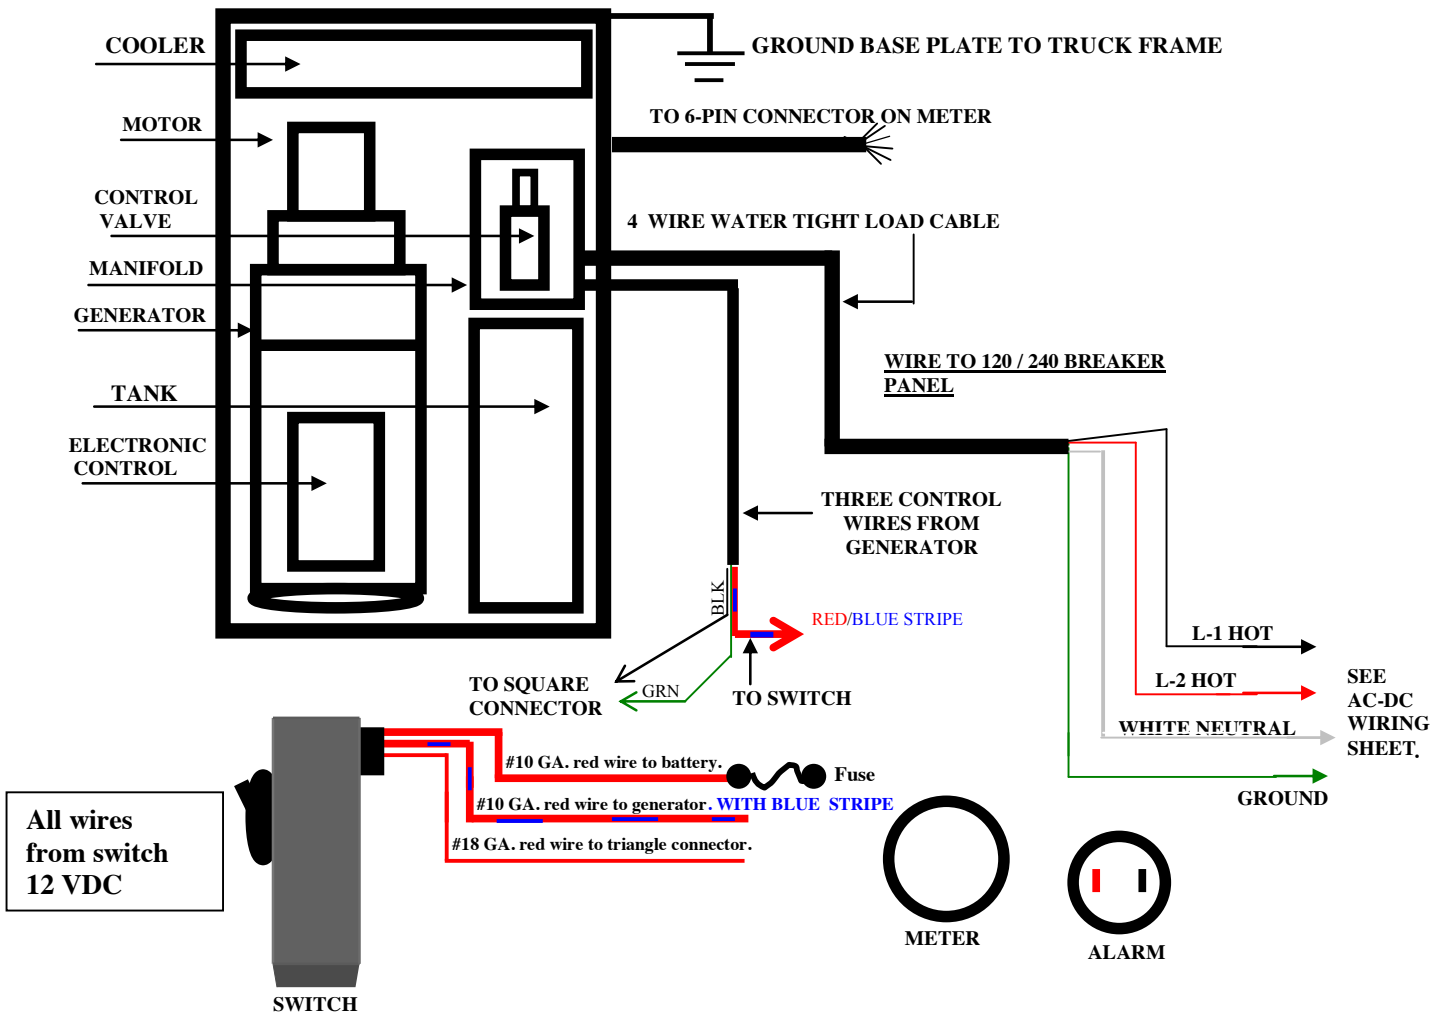 COOLER
GROUND BASE PLATE TO TRUCK FRAME
TO 6-PIN CONNECTOR ON METER
MOTOR
CONTROL
VALVE
4 WIRE WATER TIGHT LOAD CABLE
MANIFOLD
GENERATOR
WIRE TO 120 / 240 BREAKER
PANEL
TANK
ELECTRONIC
CONTROL
THREE CONTROL
WIRES FROM
GENERATOR
BLK
RED/BLUE STRIPE
GRN
TO SWITCH
TO SQUARE
CONNECTOR
L-1 HOT
L-2 HOT
WHITE NEUTRAL
GROUND
SEE
AC-DC
WIRING
SHEET.
#10 GA. red wire to battery.
Fuse
#10 GA. red wire to generator. WITH BLUE STRIPE
#18 GA. red wire to triangle connector.
All wires
from switch
12 VDC
SWITCH
METER
ALARM